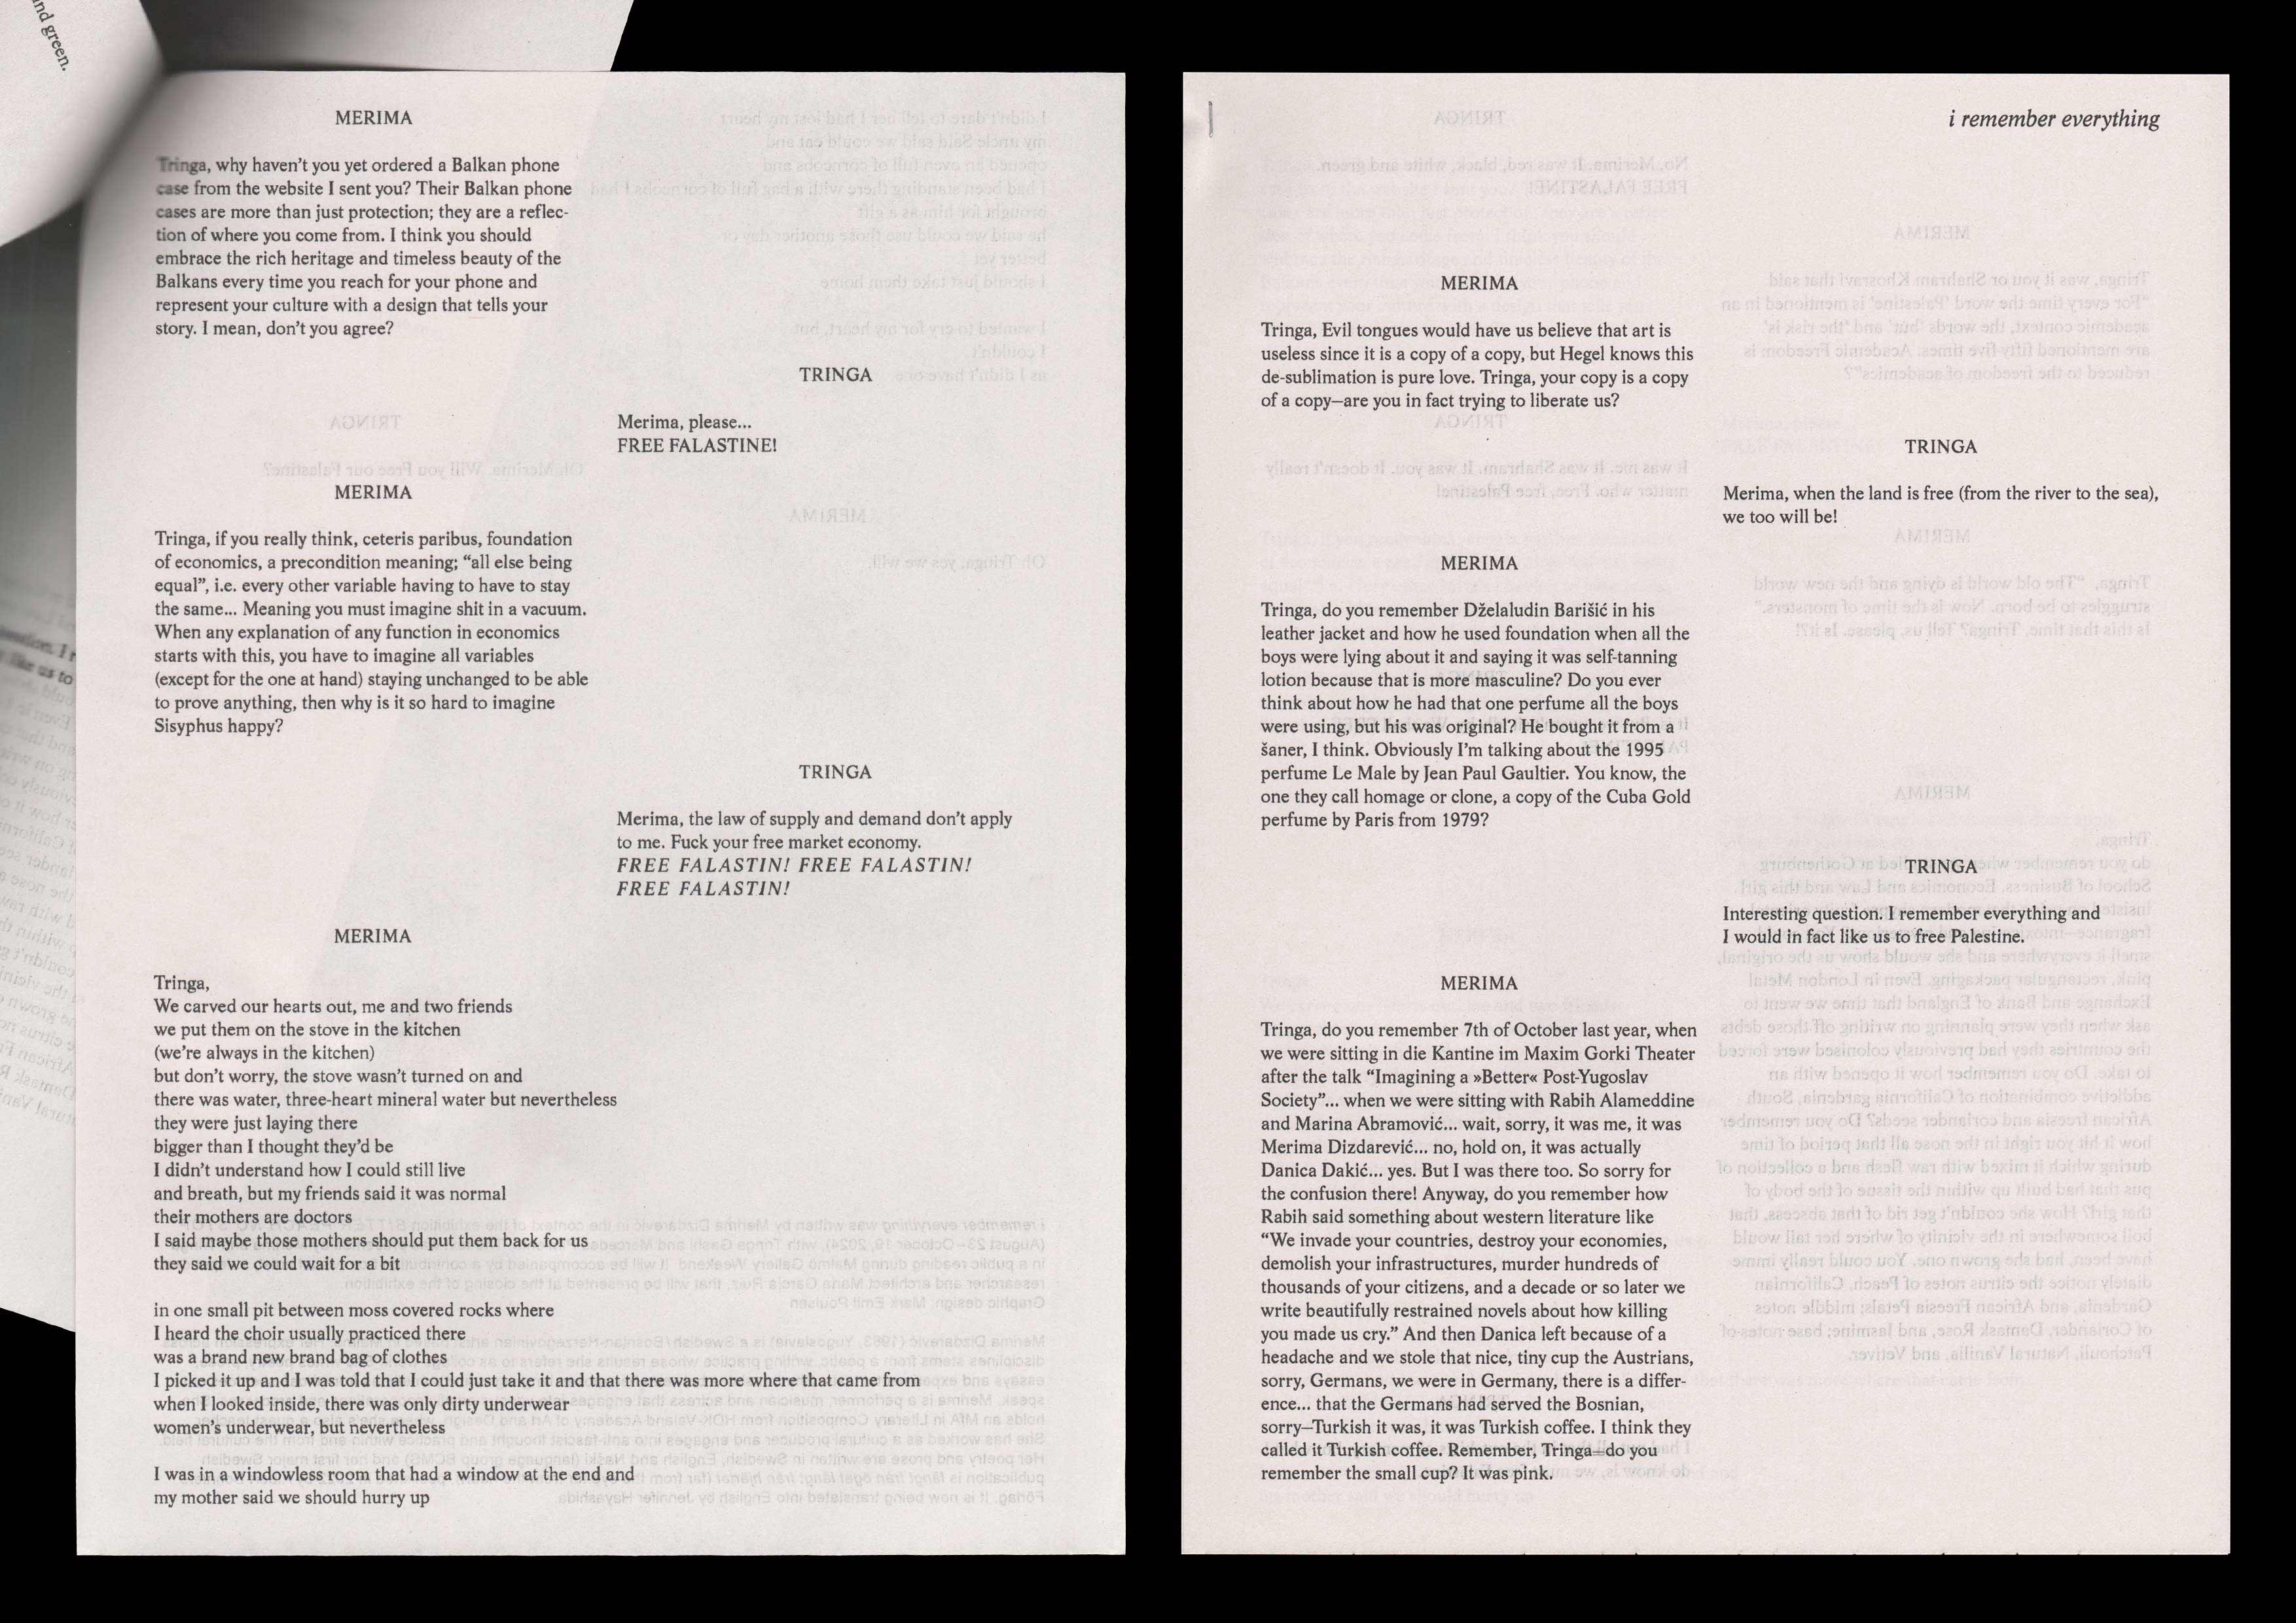 nd green.
MERIMA
Tringa, why haven't you yet ordered a Balkan phone
case from the website I sent you? Their Balkan phone
cases are more than just protection; they are a reflec-
tion of where you come from. I think you should
embrace the rich heritage and timeless beauty of the
Balkans every time you reach for your phone and
represent your culture with a design that tells your
story. I mean, don't you agree?
TRINGA
Merima, please...
FREE FALASTINE!
MERIMA
Tringa, if you really think, ceteris paribus, foundation
of economics, a precondition meaning; “all else being
equal”, i.e. every other variable having to have to stay
the same... Meaning you must imagine shit in a vacuum.
When any explanation of any function in economics
starts with this, you have to imagine all variables
(except for the one at hand) staying unchanged to be able
to prove anything, then why is it so hard to imagine
Sisyphus happy?
TRINGA
Merima, the law of supply and demand don't apply
to me. Fuck your free market economy.
FREE FALASTIN! FREE FALASTIN!
FREE FALASTIN!
MERIMA
Tringa,
We carved our hearts out, me and two friends
we put them on the stove in the kitchen
(we're always in the kitchen)
but don't worry, the stove wasn't turned on and
there was water, three-heart mineral water but nevertheless
they were just laying there
bigger than I thought they'd be
I didn't understand how I could still live
and breath, but my friends said it was normal
their mothers are doctors
I said maybe those mothers should put them back for us
they said we could wait for a bit
in one small pit between moss covered rocks where
I heard the choir usually practiced there
was a brand new brand bag of clothes
I picked it up and I was told that I could just take it and that there was more where that came from
when I looked inside, there was only dirty underwear
women's underwear, but nevertheless
I was in a windowless room that had a window at the end and
my mother said we should hurry up
i remember everything
MERIMA
Tringa, Evil tongues would have us believe that art is
useless since it is a copy of a copy, but Hegel knows this
de-sublimation is pure love. Tringa, your copy is a copy
of a copy—are you in fact trying to liberate us?
TRINGA
Merima, when the land is free (from the river to the sea),
we too will be!
MERIMA
Tringa, do you remember Dželaludin Barišić in his
leather jacket and how he used foundation when all the
boys were lying about it and saying it was self-tanning
lotion because that is more masculine? Do you ever
think about how he had that one perfume all the boys
were using, but his was original? He bought it from a
šaner, I think. Obviously I'm talking about the 1995
perfume Le Male by Jean Paul Gaultier. You know, the
one they call homage or clone, a copy of the Cuba Gold
perfume by Paris from 1979?
TRINGA
Interesting question. I remember everything and
I would in fact like us to free Palestine.
MERIMA
Tringa, do you remember 7th of October last year, when
we were sitting in die Kantine im Maxim Gorki Theater
after the talk “Imagining a »Better« Post-Yugoslav
Society”... when we were sitting with Rabih Alameddine
and Marina Abramović... wait, sorry, it was me, it was
Merima Dizdarević... no, hold on, it was actually
Danica Dakić... yes. But I was there too. So sorry for
the confusion there! Anyway, do you remember how
Rabih said something about western literature like
“We invade your countries, destroy your economies,
demolish your infrastructures, murder hundreds of
thousands of your citizens, and a decade or so later we
write beautifully restrained novels about how killing
you made us cry.” And then Danica left because of a
headache and we stole that nice, tiny cup the Austrians,
sorry, Germans, we were in Germany, there is a differ-
ence... that the Germans had served the Bosnian,
sorry—Turkish it was, it was Turkish coffee. I think they
called it Turkish coffee. Remember, Tringa—do you
remember the small cup? It was pink.